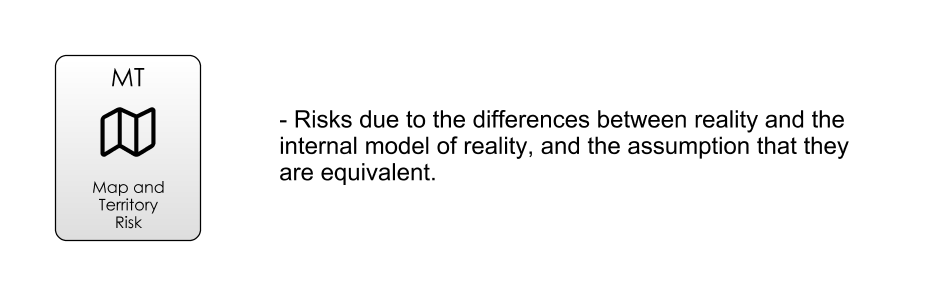 MT
Map and
Territory
Risk
- Risks due to the differences between reality and the
internal model of reality, and the assumption that they
are equivalent.